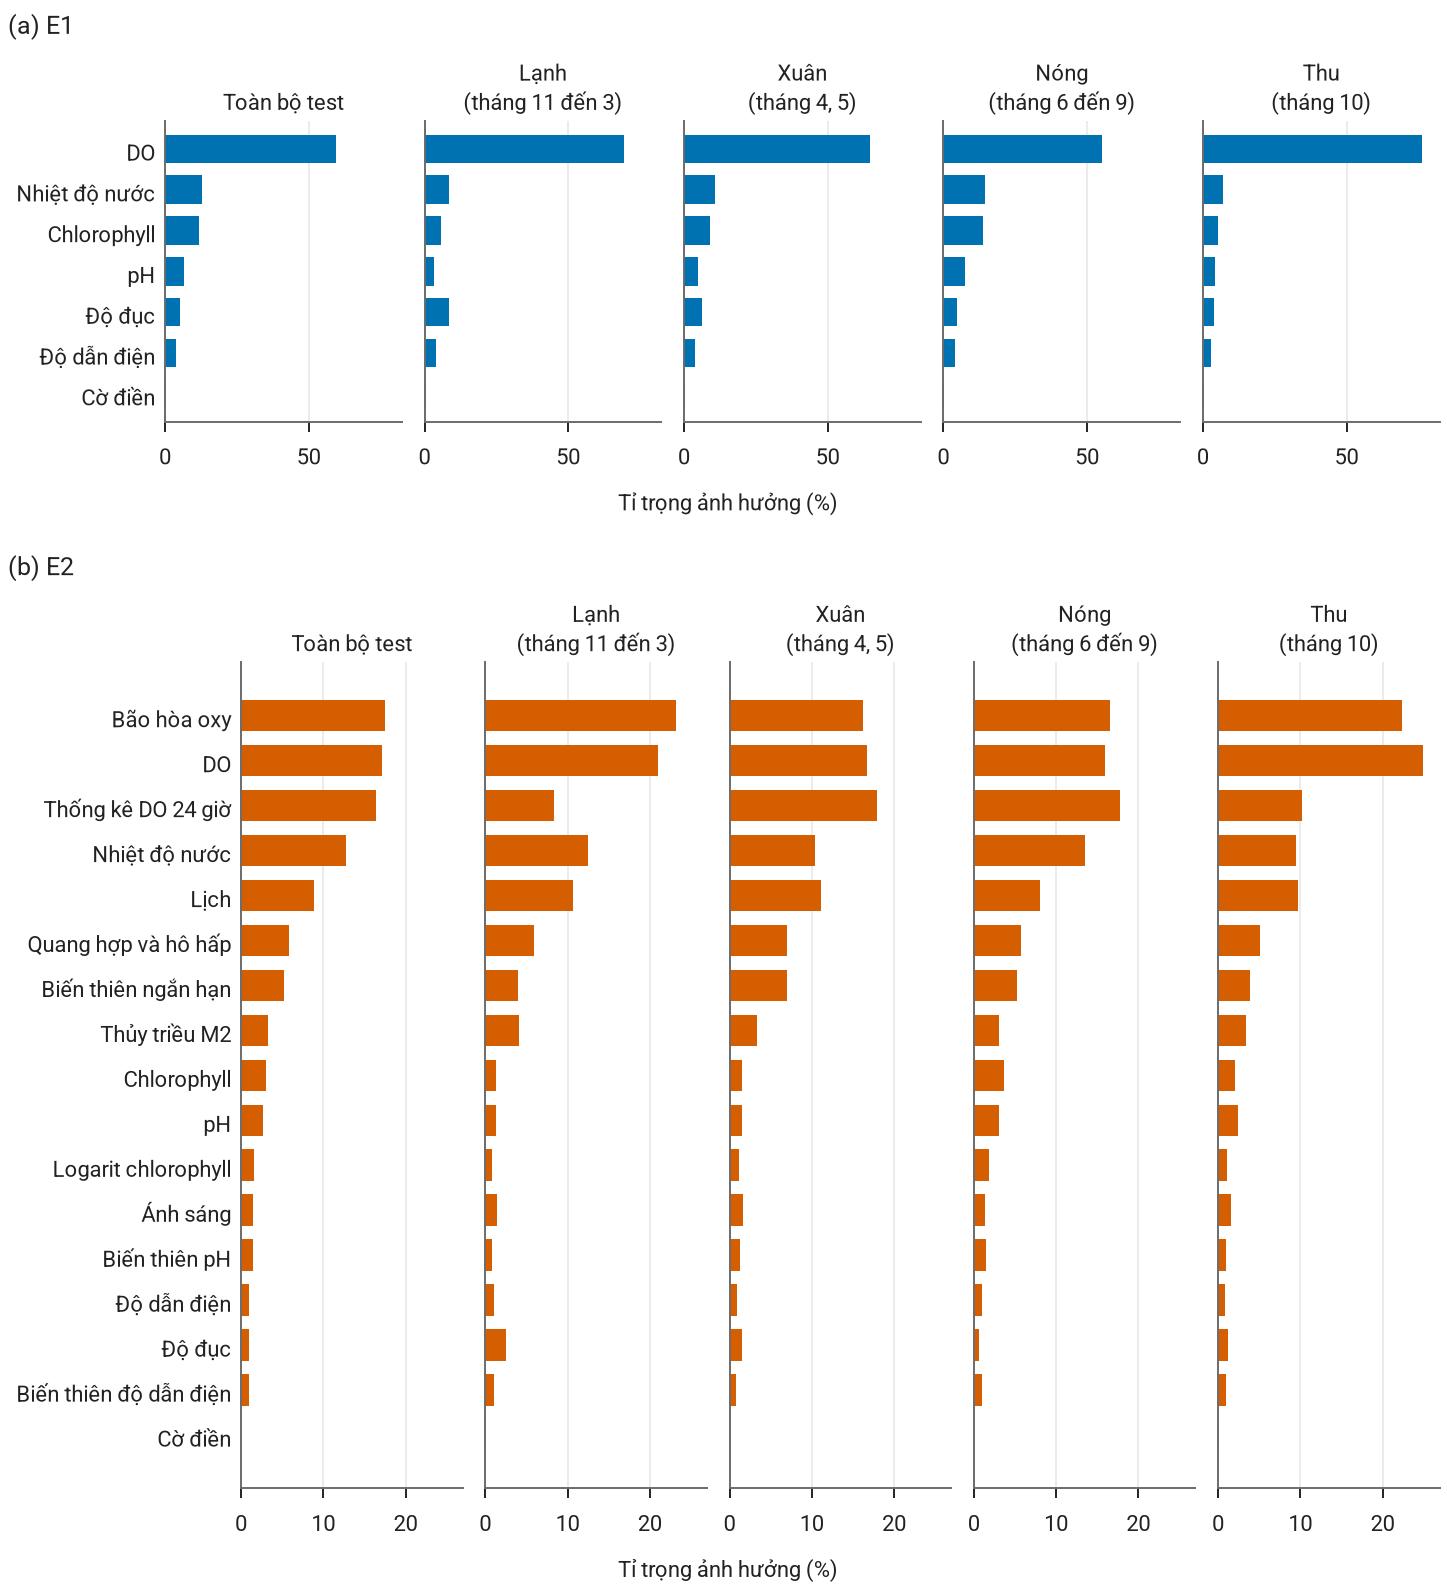 (a) E1
Toàn bộ test
Lạnh
(tháng 11 đến 3)
Xuân
(tháng 4, 5)
Nóng
(tháng 6 đến 9)
Thu
(tháng 10)
DO
Nhiệt độ nước
Chlorophyll
pH
Độ đục
Độ dẫn điện
Cờ điền
0 50 0 50 0 50 0 50 0 50
Tỉ trọng ảnh hưởng (%)
(b) E2
Toàn bộ test
Lạnh
(tháng 11 đến 3)
Xuân
(tháng 4, 5)
Nóng
(tháng 6 đến 9)
Thu
(tháng 10)
Bão hòa oxy
DO
Thống kê DO 24 giờ
Nhiệt độ nước
Lịch
Quang hợp và hô hấp
Biến thiên ngắn hạn
Thủy triều M2
Chlorophyll
pH
Logarit chlorophyll
Ánh sáng
Biến thiên pH
Độ dẫn điện
Độ đục
Biến thiên độ dẫn điện
Cờ điền
0 10 20 0 10 20 0 10 20 0 10 20 0 10 20
Tỉ trọng ảnh hưởng (%)